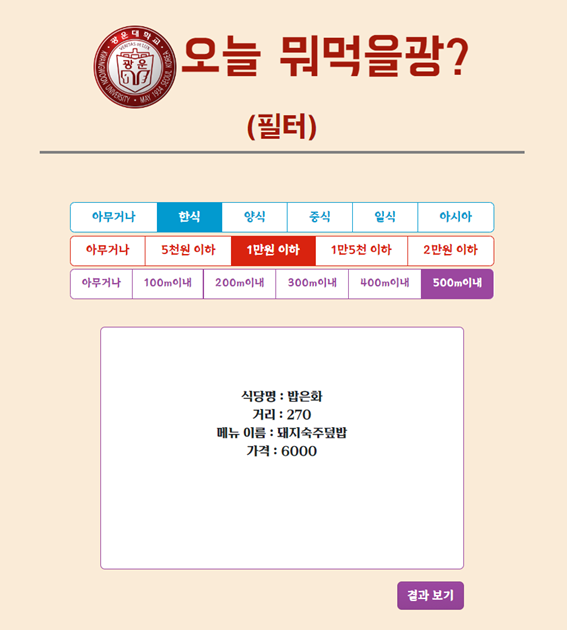 광운대학교
VERITAS IN LUX
광운
KWANGWOON UNIVERSITY • MAY 1934 SEOUL KOREA
오늘 뭐먹을광?
(필터)
아무거나 한식 양식 중식 일식 아시아
아무거나 5천원 이하 1만원 이하 1만5천 이하 2만원 이하
아무거나 100m이내 200m이내 300m이내 400m이내 500m이내
식당명 : 밥은화
거리 : 270
메뉴 이름 : 돼지숙주덮밥
가격 : 6000
결과 보기